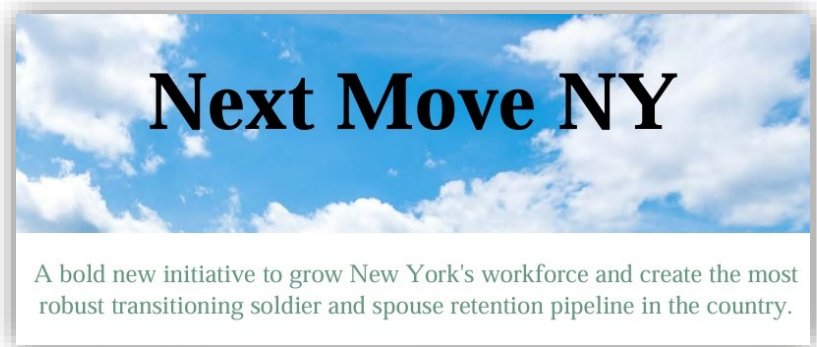 Next Move NY
A bold new initiative to grow New York's workforce and create the most
robust transitioning soldier and spouse retention pipeline in the country.